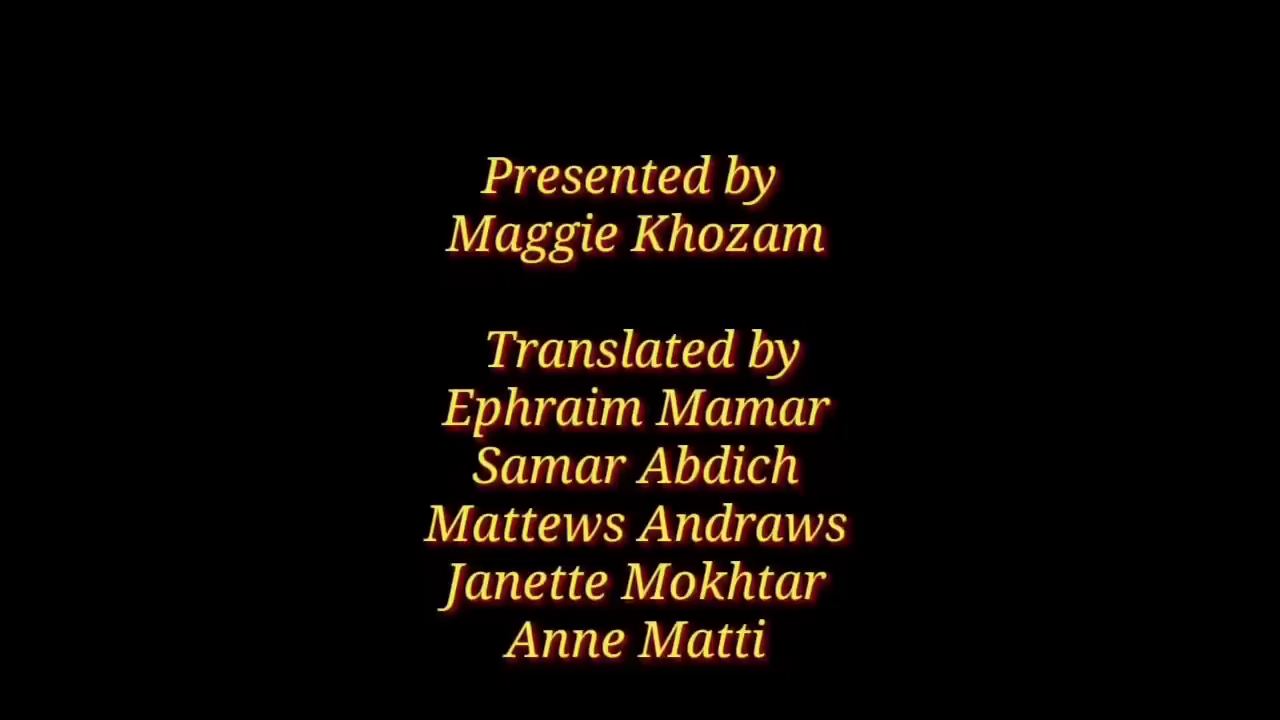 Presented by
Maggie Khozam
Translated by
Ephraim Mamar
Samar Abdich
Mattews Andraws
Janette Mokhtar
Anne Matti